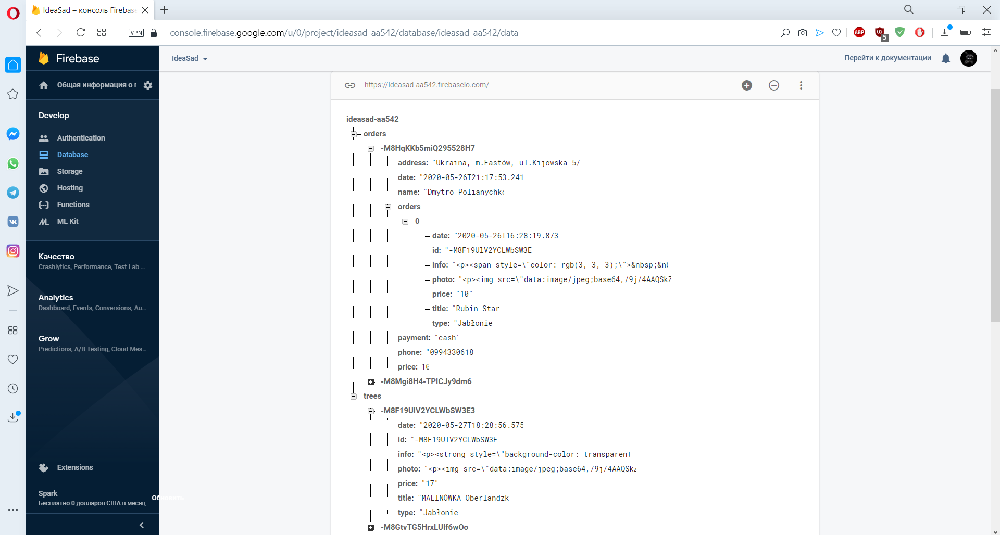 IdeaSad – консоль Firebase
VPN
console.firebase.google.com/u/0/project/ideasad-aa542/database/ideasad-aa542/data
ABP
5
Firebase
IdeaSad
Перейти к документации
Общая информация о
https://ideasad-aa542.firebaseio.com/
Develop
Authentication
Database
Storage
Hosting
Functions
ML Kit
Качество
Crashlytics, Performance, Test Lab ...
Analytics
Dashboard, Events, Conversions, Au...
Grow
Predictions, A/B Testing, Cloud Mes...
Extensions
Spark
Бесплатно 0 долларов США в месяц
ideasad-aa542
orders
-M8HqKKb5miQ295528H7
address: "Ukraina, m.Fastów, ul.Kijowska 5/
date: "2020-05-26T21:17:53.241
name: "Dmytro Polianychko
orders
0
date: "2020-05-26T16:28:19.873
id: "-M8F19UlV2YCLWbSW3E
info: "<p><span style=\"color: rgb(3, 3, 3);\">&nbsp;&nb
photo: "<p><img src=\"data:image/jpeg;base64,/9j/4AAQSkZ
price: "10"
title: "Rubin Star
type: "Jabłonie
payment: "cash"
phone: "0994330618
price: 10
-M8Mgi8H4-TPICJy9dm6
trees
-M8F19UlV2YCLWbSW3E3
date: "2020-05-27T18:28:56.575
id: "-M8F19UlV2YCLWbSW3E
info: "<p><strong style=\"background-color: transparent
photo: "<p><img src=\"data:image/jpeg;base64,/9j/4AAQSkZ
price: "17"
title: "MALINÓWKA Oberlandzk
type: "Jabłonie
-M8GtvTG5HrxLUIf6wOo